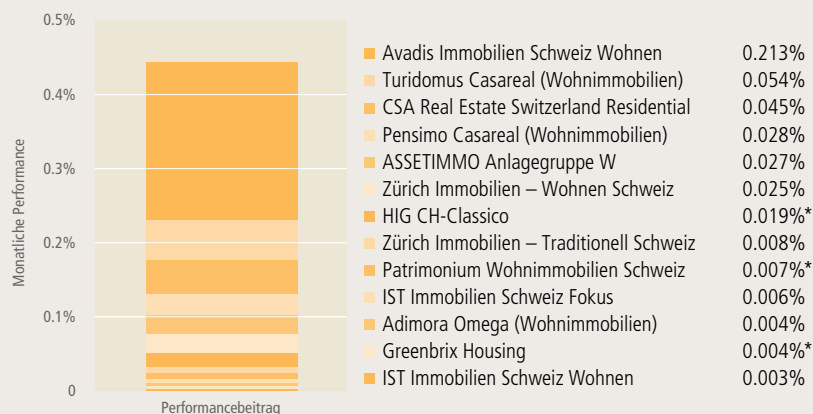 0.5%
0.4%
0.3%
0.2%
0.1%
0
Monatliche Performance
Performancebeitrag
Avadis Immobilien Schweiz Wohnen 0.213%
Turidomus Casareal (Wohnimmobilien) 0.054%
CSA Real Estate Switzerland Residential 0.045%
Pensimo Casareal (Wohnimmobilien) 0.028%
ASSETIMMO Anlagegruppe W 0.027%
Zürich Immobilien – Wohnen Schweiz 0.025%
HIG CH-Classico 0.019%*
Zürich Immobilien – Traditionell Schweiz 0.008%
Patrimonium Wohnimmobilien Schweiz 0.007%*
IST Immobilien Schweiz Fokus 0.006%
Adimora Omega (Wohnimmobilien) 0.004%
Greenbrix Housing 0.004%*
IST Immobilien Schweiz Wohnen 0.003%